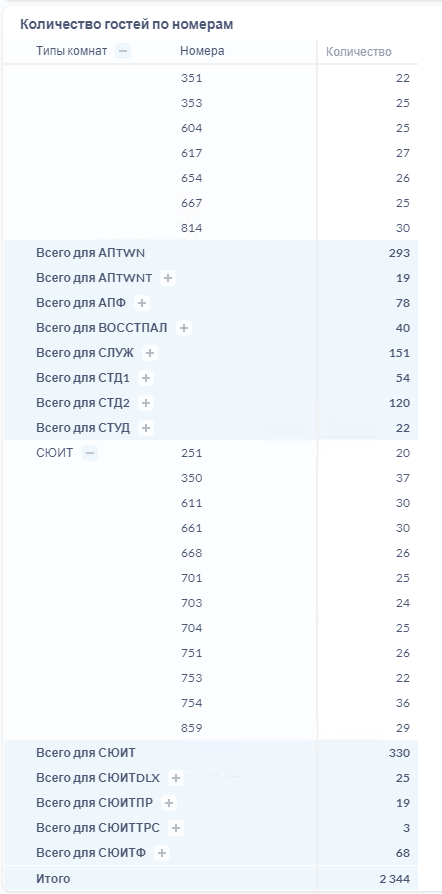 Количество гостей по номерам
Типы комнат Номера Количество
351 22
353 25
604 25
617 27
654 26
667 25
814 30
Всего для АПTWN 293
Всего для АПTWNT 19
Всего для АПФ 78
Всего для ВОССТПАЛ 40
Всего для СЛУЖ 151
Всего для СТД1 54
Всего для СТД2 120
Всего для СТУД 22
СЮИТ 251 20
350 37
611 30
661 30
668 26
701 25
703 24
704 25
751 26
753 22
754 36
859 29
Всего для СЮИТ 330
Всего для СЮИТDLX 25
Всего для СЮИТПР 19
Всего для СЮИТТРС 3
Всего для СЮИТФ 68
Итого 2 344